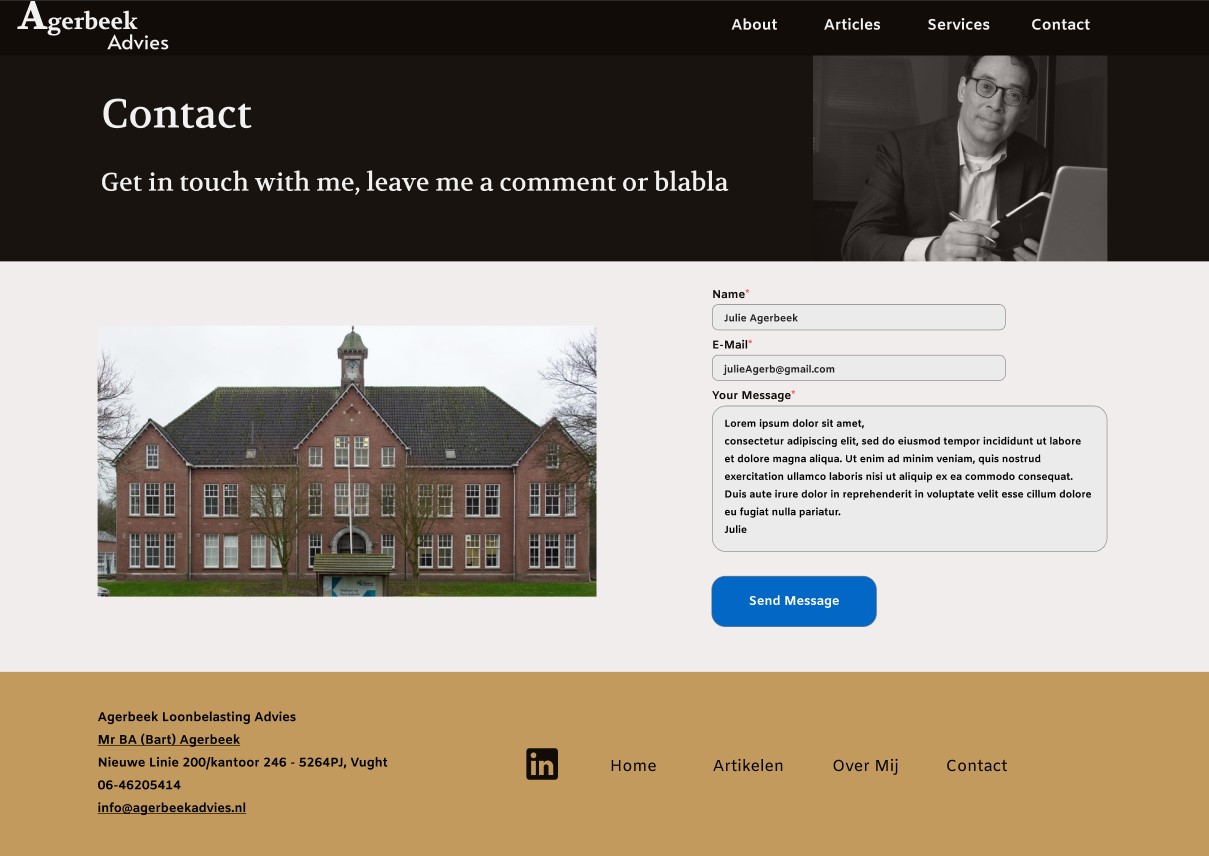 Agerbeek
Advies
About Articles Services Contact
Contact
Get in touch with me, leave me a comment or blabla
Name*
Julie Agerbeek
E-Mail*
julieAgerb@gmail.com
Your Message*
Lorem ipsum dolor sit amet,
consectetur adipiscing elit, sed do eiusmod tempor incididunt ut labore
et dolore magna aliqua. Ut enim ad minim veniam, quis nostrud
exercitation ullamco laboris nisi ut aliquip ex ea commodo consequat.
Duis aute irure dolor in reprehenderit in voluptate velit esse cillum dolore
eu fugiat nulla pariatur.
Julie
Send Message
Agerbeek Loonbelasting Advies
Mr BA (Bart) Agerbeek
Nieuwe Linie 200/kantoor 246 - 5264PJ, Vught
06-46205414
info@agerbeekadvies.nl
in
Home Artikelen Over Mij Contact